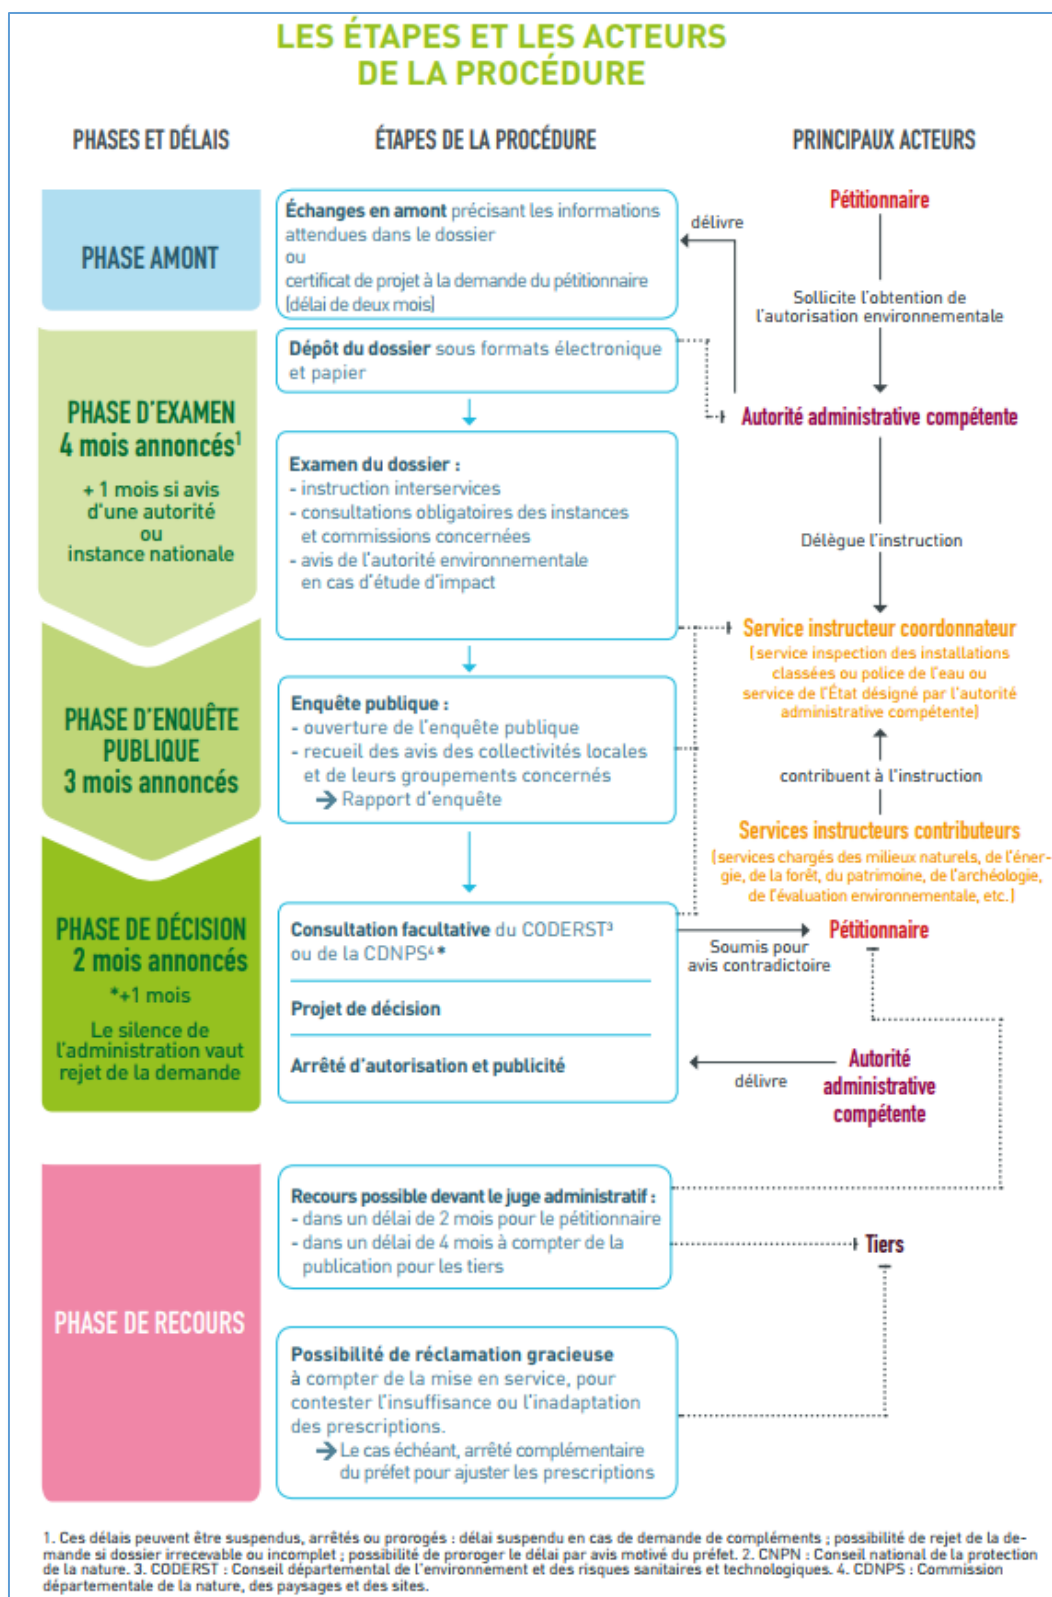 LES ÉTAPES ET LES ACTEURS
DE LA PROCÉDURE
PHASES ET DÉLAIS
ÉTAPES DE LA PROCÉDURE
PRINCIPAUX ACTEURS
PHASE AMONT
Échanges en amont précisant les informations
attendues dans le dossier
ou
certificat de projet à la demande du pétitionnaire
(délai de deux mois)
délivre
Pétitionnaire
Sollicite l'obtention de
l'autorisation environnementale
PHASE D'EXAMEN
4 mois annoncés¹
+ 1 mois si avis
d'une autorité
ou
instance nationale
Dépôt du dossier sous formats électronique
et papier
Autorité administrative compétente
Examen du dossier :
- instruction interservices
- consultations obligatoires des instances
et commissions concernées
- avis de l'autorité environnementale
en cas d'étude d'impact
Délègue l'instruction
Service instructeur coordonnateur
(service inspection des installations
classées ou police de l'eau ou
service de l'État désigné par l'autorité
administrative compétente)
PHASE D'ENQUÊTE
PUBLIQUE
3 mois annoncés
Enquête publique :
- ouverture de l'enquête publique
- recueil des avis des collectivités locales
et de leurs groupements concernés
→ Rapport d'enquête
contribuent à l'instruction
Services instructeurs contributeurs
(services chargés des milieux naturels, de l'éner-
gie, de la forêt, du patrimoine, de l'archéologie,
de l'évaluation environnementale, etc.)
PHASE DE DÉCISION
2 mois annoncés
*+1 mois
Le silence de
l'administration vaut
rejet de la demande
Consultation facultative du CODERST³
ou de la CDNPS⁴*
Projet de décision
Arrêté d'autorisation et publicité
Soumis pour
avis contradictoire
Pétitionnaire
délivre
Autorité
administrative
compétente
PHASE DE RECOURS
Recours possible devant le juge administratif :
- dans un délai de 2 mois pour le pétitionnaire
- dans un délai de 4 mois à compter de la
publication pour les tiers
Tiers
Possibilité de réclamation gracieuse
à compter de la mise en service, pour
contester l'insuffisance ou l'inadaptation
des prescriptions.
→ Le cas échéant, arrêté complémentaire
du préfet pour ajuster les prescriptions
1. Ces délais peuvent être suspendus, arrêtés ou prorogés : délai suspendu en cas de demande de compléments ; possibilité de rejet de la de-
mande si dossier irrecevable ou incomplet ; possibilité de proroger le délai par avis motivé du préfet. 2. CNPN : Conseil national de la protection
de la nature. 3. CODERST : Conseil départemental de l'environnement et des risques sanitaires et technologiques. 4. CDNPS : Commission
départementale de la nature, des paysages et des sites.